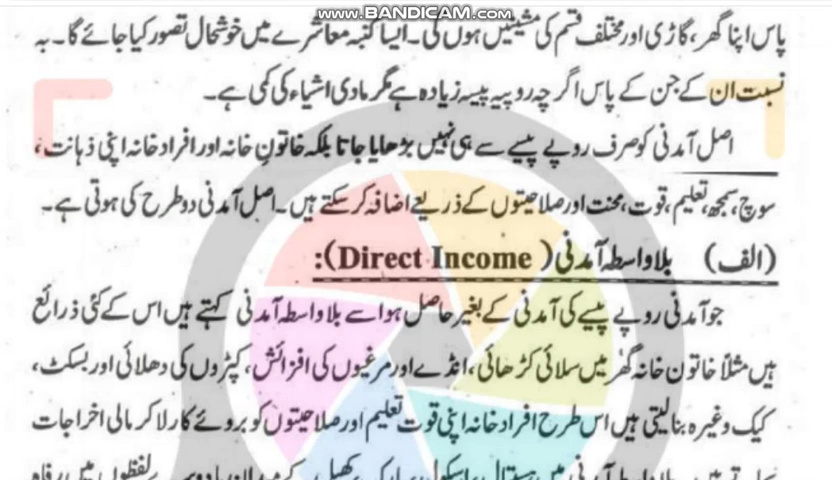 www.BANDICAM.com
پاس اپنا گھر، گاڑی اور مختلف قسم کی مشینیں ہوں گی۔ ایسا کنبہ معاشرے میں خوشحال تصور کیا جائے گا۔ بہ
نسبت ان کے جن کے پاس اگر چہ روپیہ پیسہ زیادہ ہے مگر مادی اشیاء کی کمی ہے۔
اصل آمدنی کو صرف روپے پیسے سے ہی نہیں بڑھایا جاتا بلکہ خاتون خانہ اور افراد خانہ اپنی ذہانت،
سوچ، سمجھ، تعلیم، قوت، محنت اور صلاحیتوں کے ذریعے اضافہ کر سکتے ہیں۔ اصل آمدنی دو طرح کی ہوتی ہے۔
(الف) بلاواسطہ آمدنی (Direct Income):
جو آمدنی روپے پیسے کی آمدنی کے بغیر حاصل ہو اسے بلاواسطہ آمدنی کہتے ہیں اس کے کئی ذرائع
ہیں مثلاً خاتون خانہ گھر میں سلائی کڑھائی، انڈے اور مرغیوں کی افزائش، کپڑوں کی دھلائی اور بسکٹ،
کیک وغیرہ بنا لیتی ہیں اس طرح افراد خانہ اپنی قوت تعلیم اور صلاحیتوں کو بروئے کار لا کر مالی اخراجات